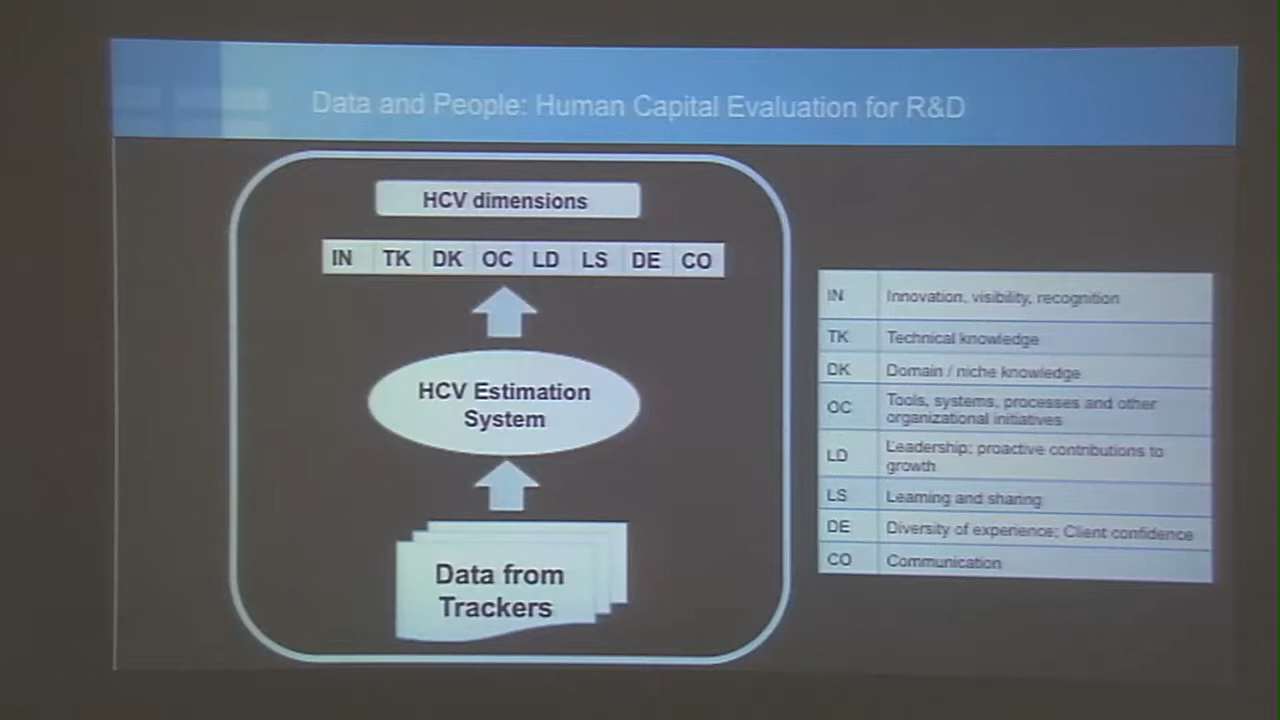 Data and People: Human Capital Evaluation for R&D
HCV dimensions
IN TK DK OC LD LS DE CO
HCV Estimation
System
Data from
Trackers
IN Innovation, visibility, recognition
TK Technical knowledge
DK Domain / niche knowledge
OC Tools, systems, processes and other
organizational initiatives
LD Leadership; proactive contributions to
growth
LS Learning and sharing
DE Diversity of experience; Client confidence
CO Communication